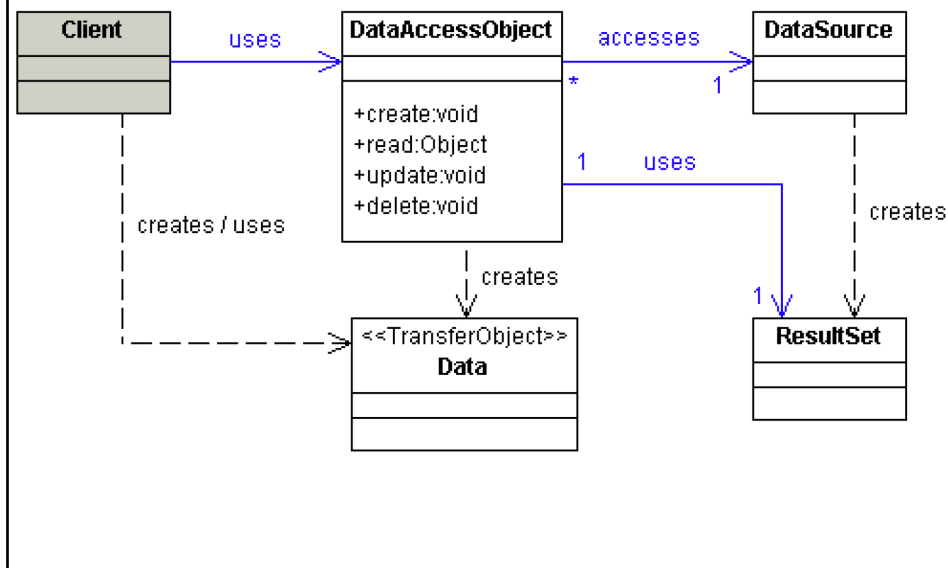 Client
uses
DataAccessObject
accesses
DataSource
*
1
+create:void
+read:Object
+update:void
+delete:void
1
uses
creates / uses
creates
creates
1
<<TransferObject>>
Data
ResultSet